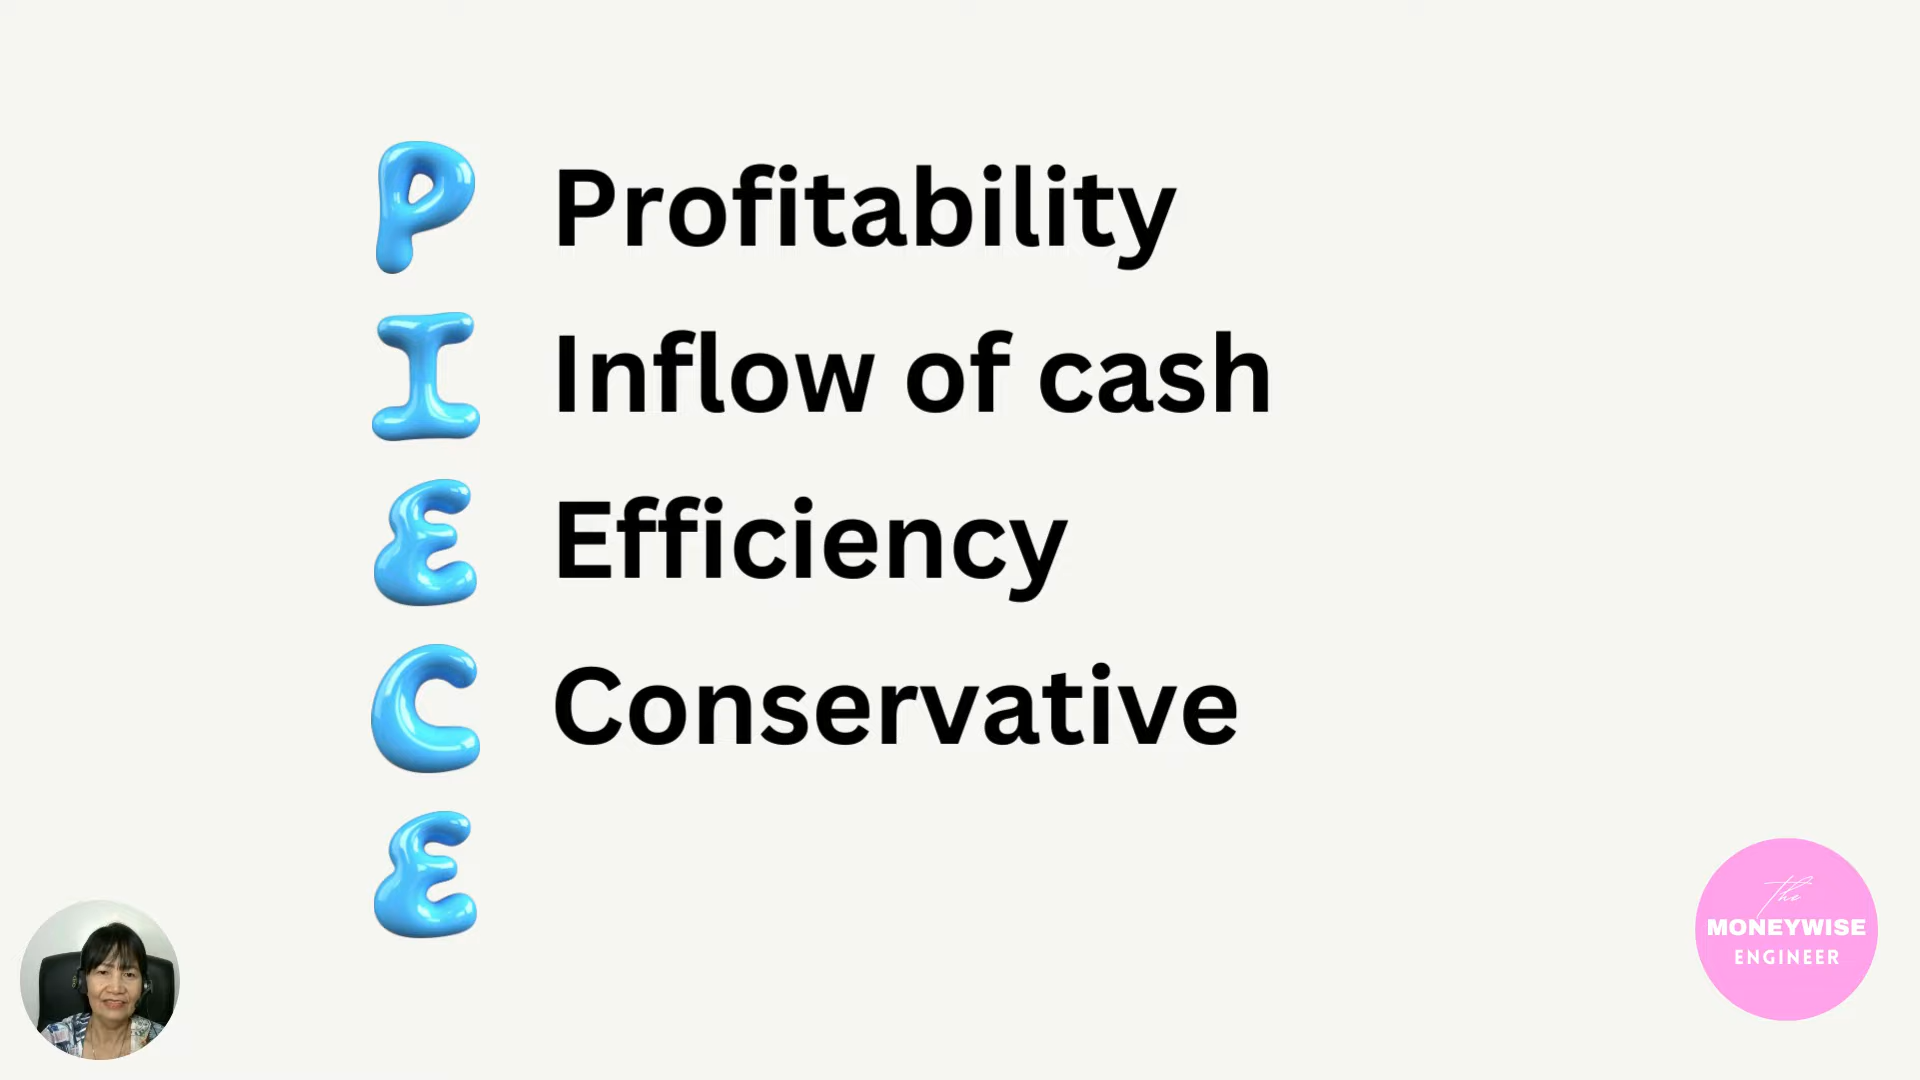 P Profitability
I Inflow of cash
E Efficiency
C Conservative
E
the
MONEYWISE
ENGINEER